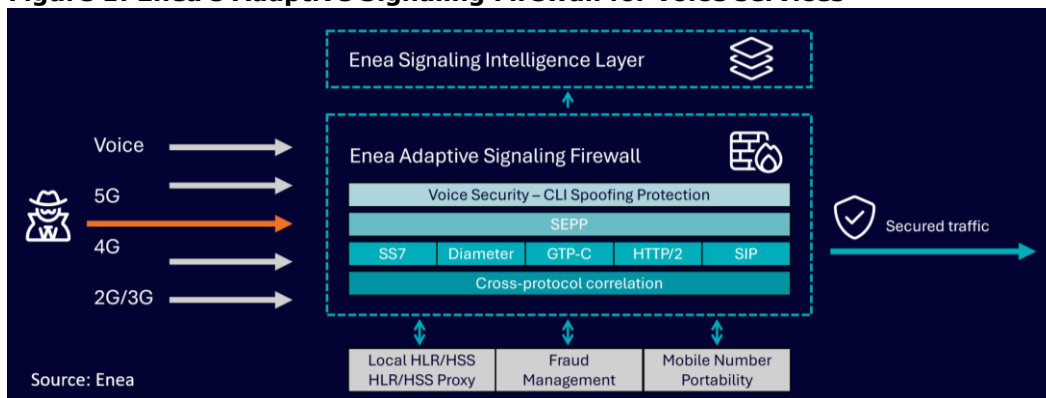 Enea Signaling Intelligence Layer
Voice
5G
4G
2G/3G
Enea Adaptive Signaling Firewall
Voice Security – CLI Spoofing Protection
SEPP
SS7 Diameter GTP-C HTTP/2 SIP
Cross-protocol correlation
Secured traffic
Local HLR/HSS
HLR/HSS Proxy
Fraud
Management
Mobile Number
Portability
Source: Enea